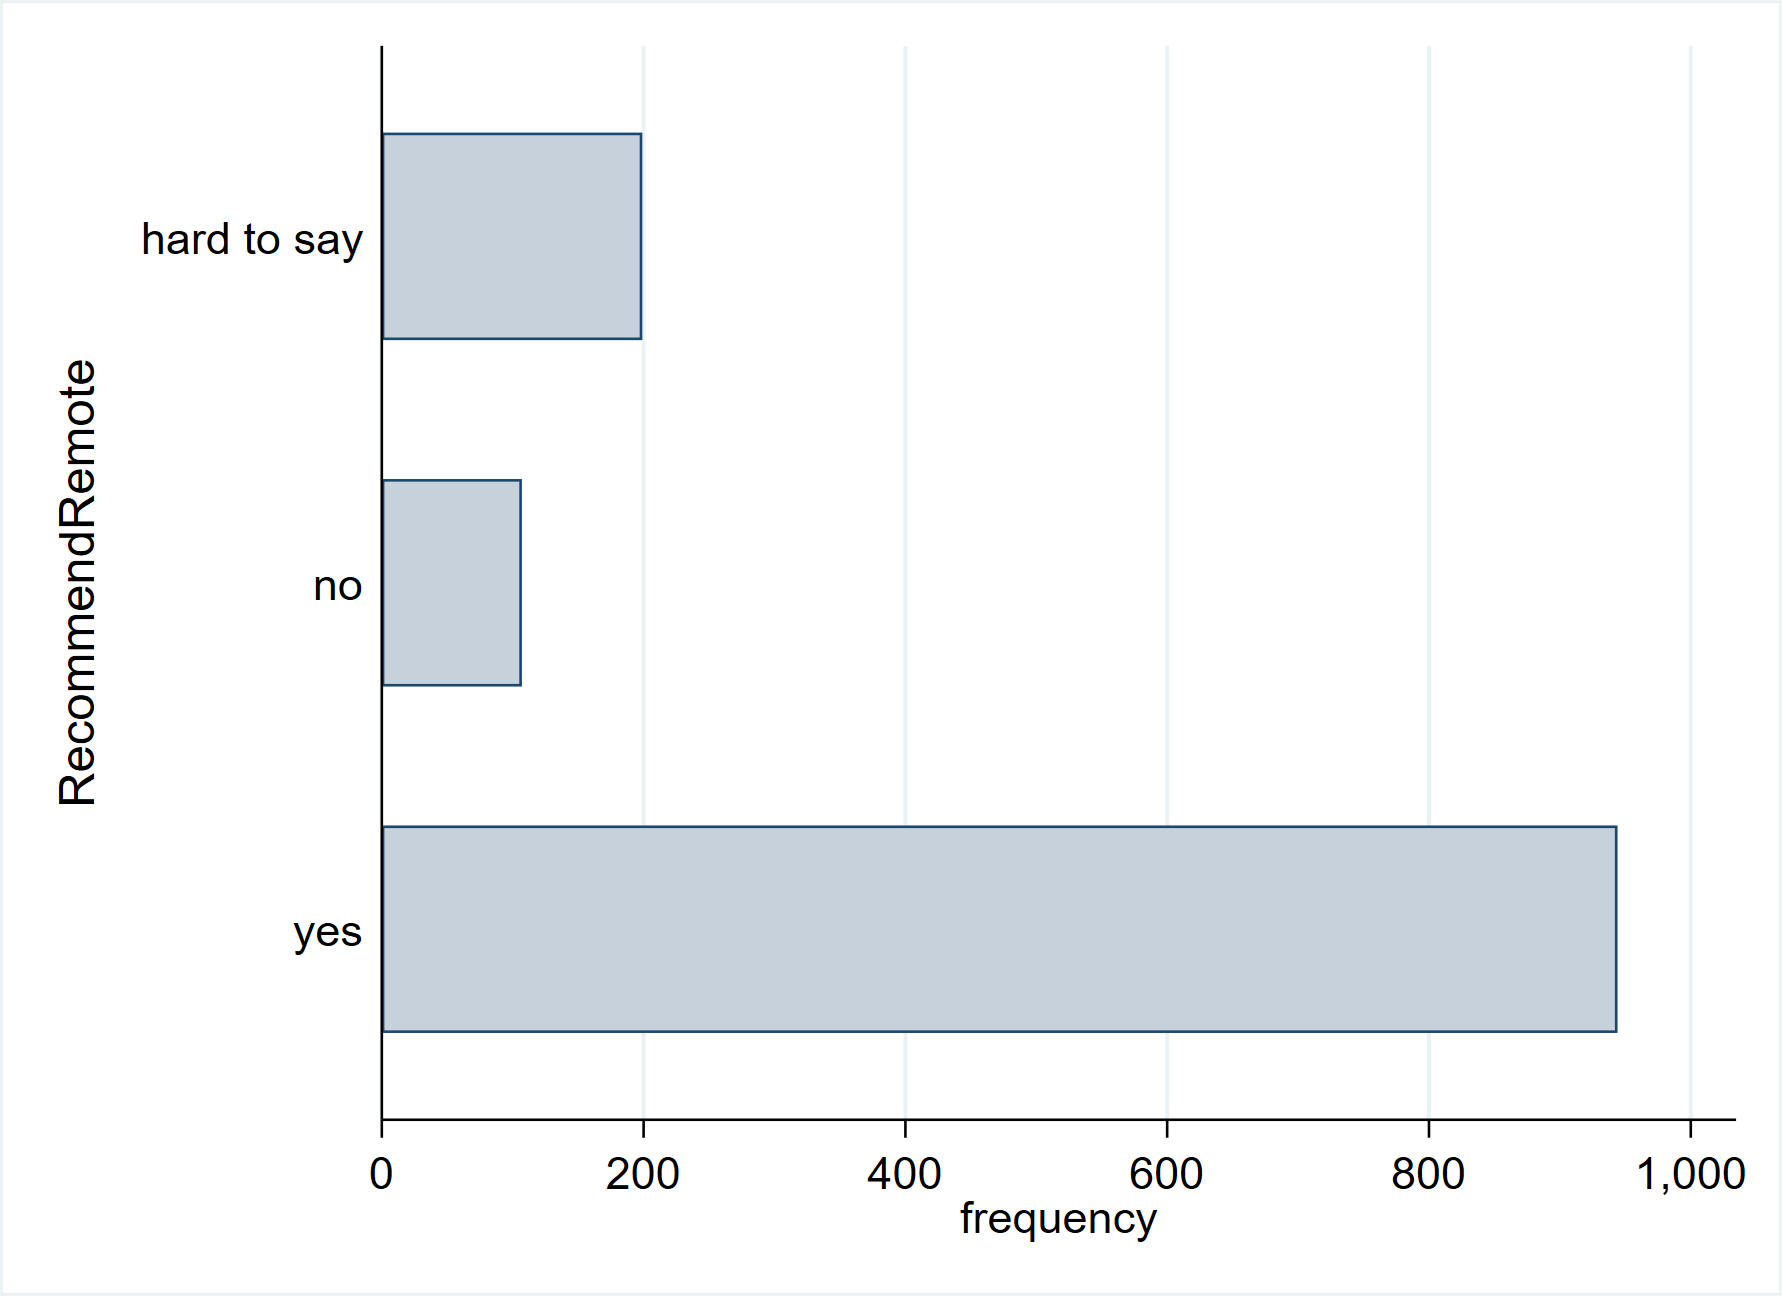 RecommendRemote
hard to say
no
yes
0 200 400 600 800 1,000
frequency